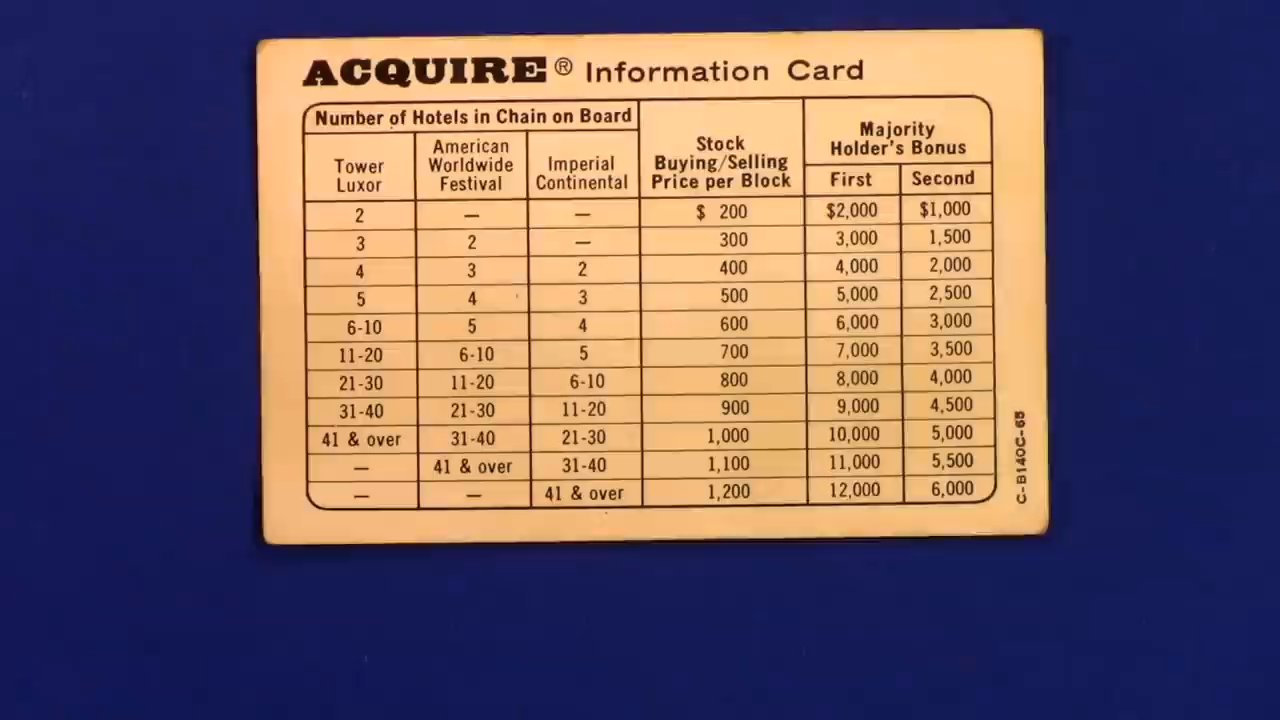 ACQUIRE® Information Card
Number of Hotels in Chain on Board
Tower Luxor | American Worldwide Festival | Imperial Continental | Stock Buying/Selling Price per Block | Majority Holder's Bonus
First | Second
2 | — | — | $ 200 | $2,000 | $1,000
3 | 2 | — | 300 | 3,000 | 1,500
4 | 3 | 2 | 400 | 4,000 | 2,000
5 | 4 | 3 | 500 | 5,000 | 2,500
6-10 | 5 | 4 | 600 | 6,000 | 3,000
11-20 | 6-10 | 5 | 700 | 7,000 | 3,500
21-30 | 11-20 | 6-10 | 800 | 8,000 | 4,000
31-40 | 21-30 | 11-20 | 900 | 9,000 | 4,500
41 & over | 31-40 | 21-30 | 1,000 | 10,000 | 5,000
— | 41 & over | 31-40 | 1,100 | 11,000 | 5,500
— | — | 41 & over | 1,200 | 12,000 | 6,000
C-B140C-65